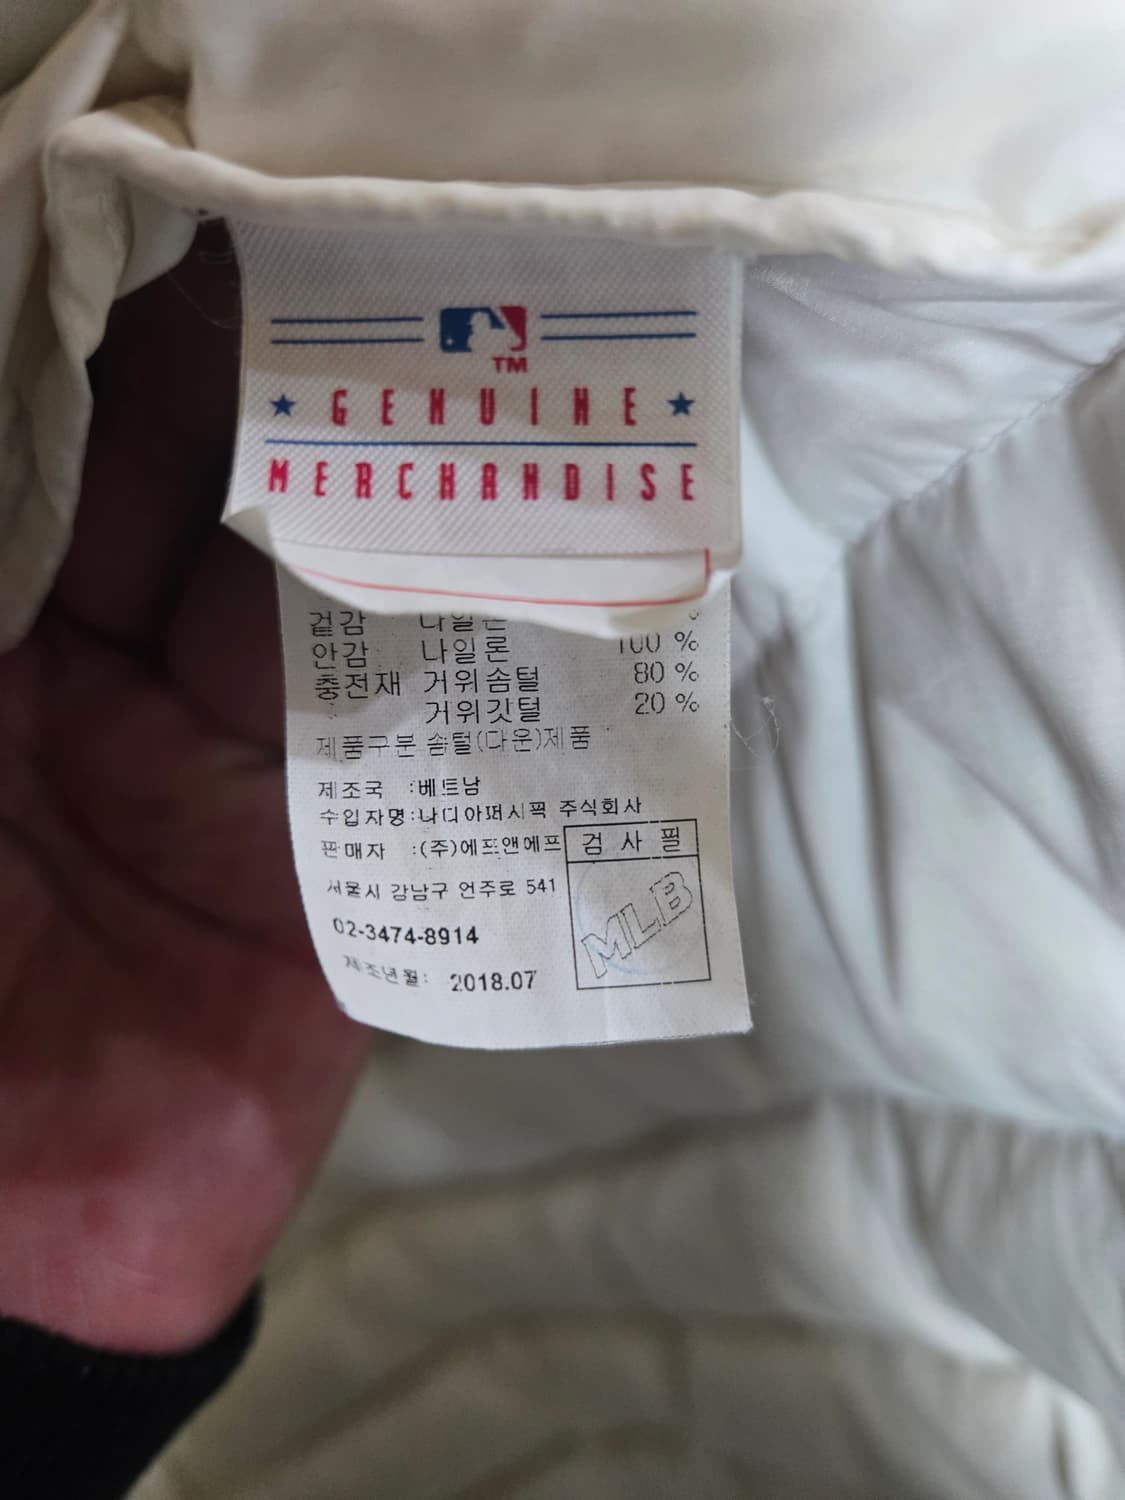 TM
★ GENUINE ★
MERCHANDISE
겉감 나일론
안감 나일론 100 %
충전재 거위솜털 80 %
거위깃털 20 %
제품구분 솜털(다운)제품
제조국 :베트남
수입자명:나디아퍼시픽 주식회사
판매자 :(주)에프앤에프
검 사 필
서울시 강남구 언주로 541
MLB
02-3474-8914
제조년월: 2018.07